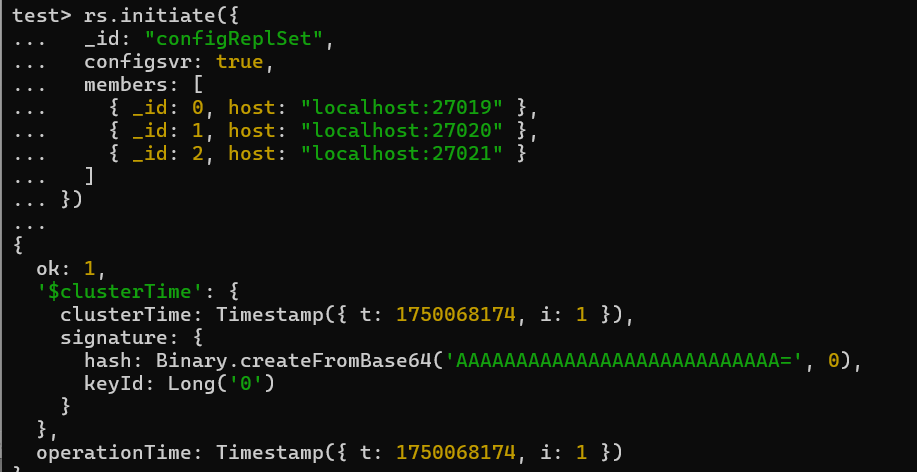 test> rs.initiate({
...   _id: "configReplSet",
...   configsvr: true,
...   members: [
...     { _id: 0, host: "localhost:27019" },
...     { _id: 1, host: "localhost:27020" },
...     { _id: 2, host: "localhost:27021" }
...   ]
... })
...
{
  ok: 1,
  '$clusterTime': {
    clusterTime: Timestamp({ t: 1750068174, i: 1 }),
    signature: {
      hash: Binary.createFromBase64('AAAAAAAAAAAAAAAAAAAAAAAAAAA=', 0),
      keyId: Long('0')
    }
  },
  operationTime: Timestamp({ t: 1750068174, i: 1 })
}